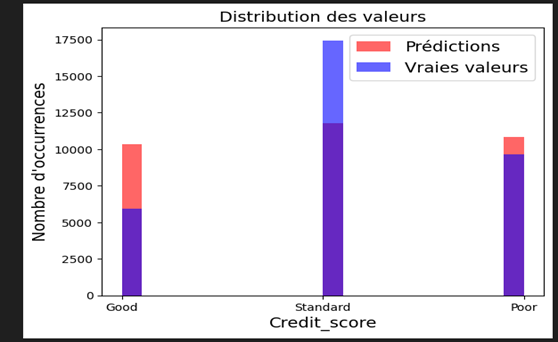 Distribution des valeurs
Prédictions
Vraies valeurs
17500
15000
12500
10000
7500
5000
2500
0
Nombre d'occurrences
Good
Standard
Poor
Credit_score